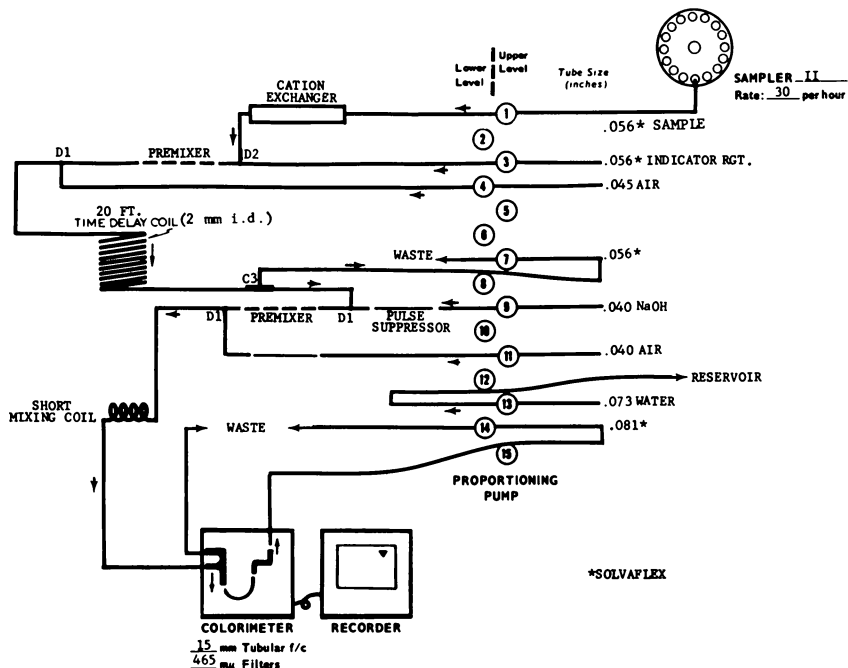 Lower Level
Upper Level
Tube Size (inches)
SAMPLER II
Rate: 30 per hour
CATION EXCHANGER
1
.056* SAMPLE
2
D1
PREMIXER
D2
3
.056* INDICATOR RGT.
4
.045 AIR
5
20 FT.
TIME DELAY COIL (2 mm i.d.)
6
WASTE
7
.056*
C3
8
D1
PREMIXER
D1
PULSE SUPPRESSOR
9
.040 NaOH
10
11
.040 AIR
12
RESERVOIR
13
.073 WATER
SHORT MIXING COIL
WASTE
14
.081*
15
PROPORTIONING PUMP
*SOLVAFLEX
COLORIMETER
RECORDER
15 mm Tubular f/c
465 mu Filters